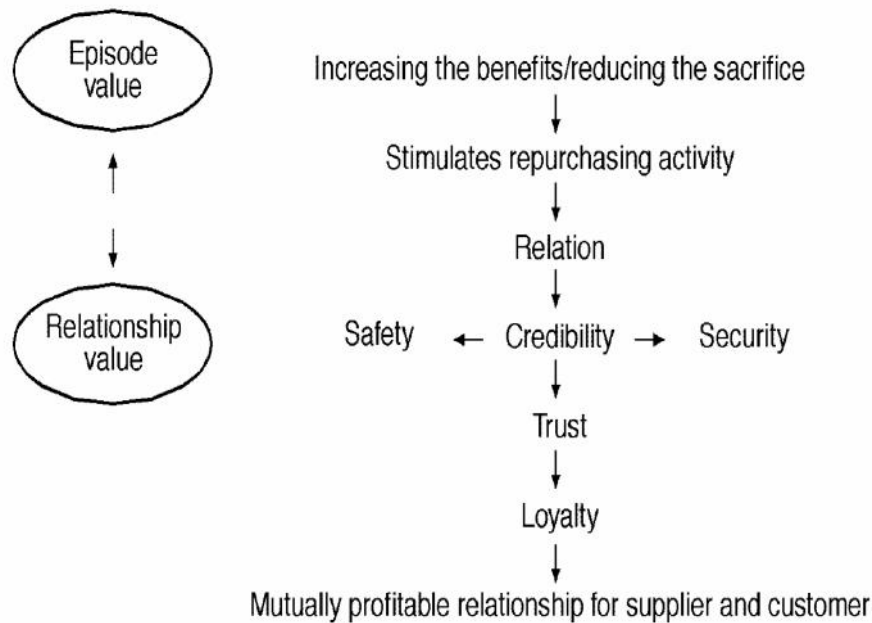 Episode
value
Increasing the benefits/reducing the sacrifice
Stimulates repurchasing activity
Relation
Relationship
value
Safety
Credibility
Security
Trust
Loyalty
Mutually profitable relationship for supplier and customer